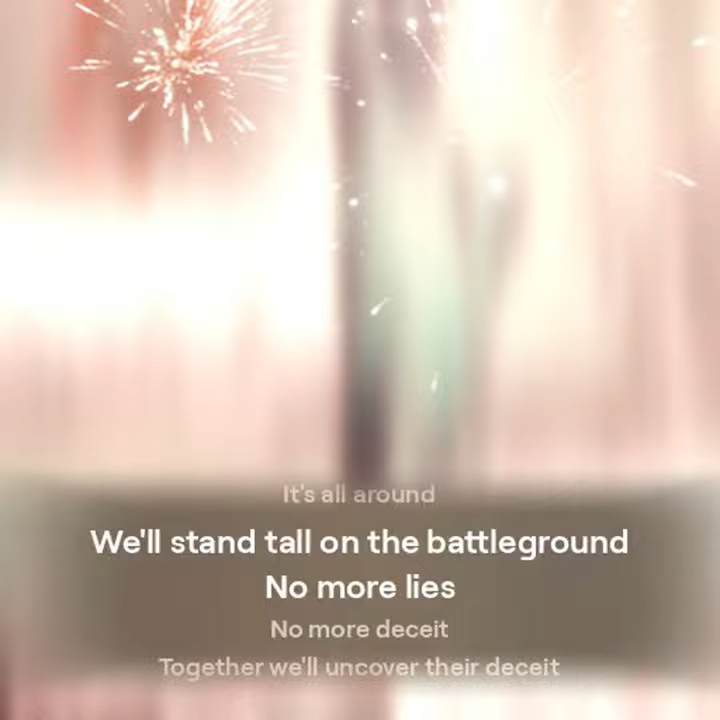 It's all around
We'll stand tall on the battleground
No more lies
No more deceit
Together we'll uncover their deceit